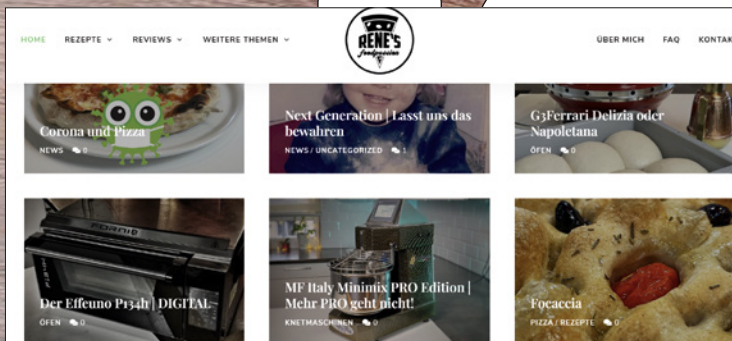 HOME REZEPTE REVIEWS WEITERE THEMEN
RENÉ'S
foodpassion
ÜBER MICH FAQ KONTAK
Corona und Pizza
NEWS 0
Next Generation | Lasst uns das
bewahren
NEWS / UNCATEGORIZED 1
G3Ferrari Delizia oder
Napoletana
ÖFEN 0
Der Effeuno P134h | DIGITAL
ÖFEN 0
MF Italy Minimix PRO Edition |
Mehr PRO geht nicht!
KNETMASCHINEN 0
Focaccia
PIZZA / REZEPTE 0